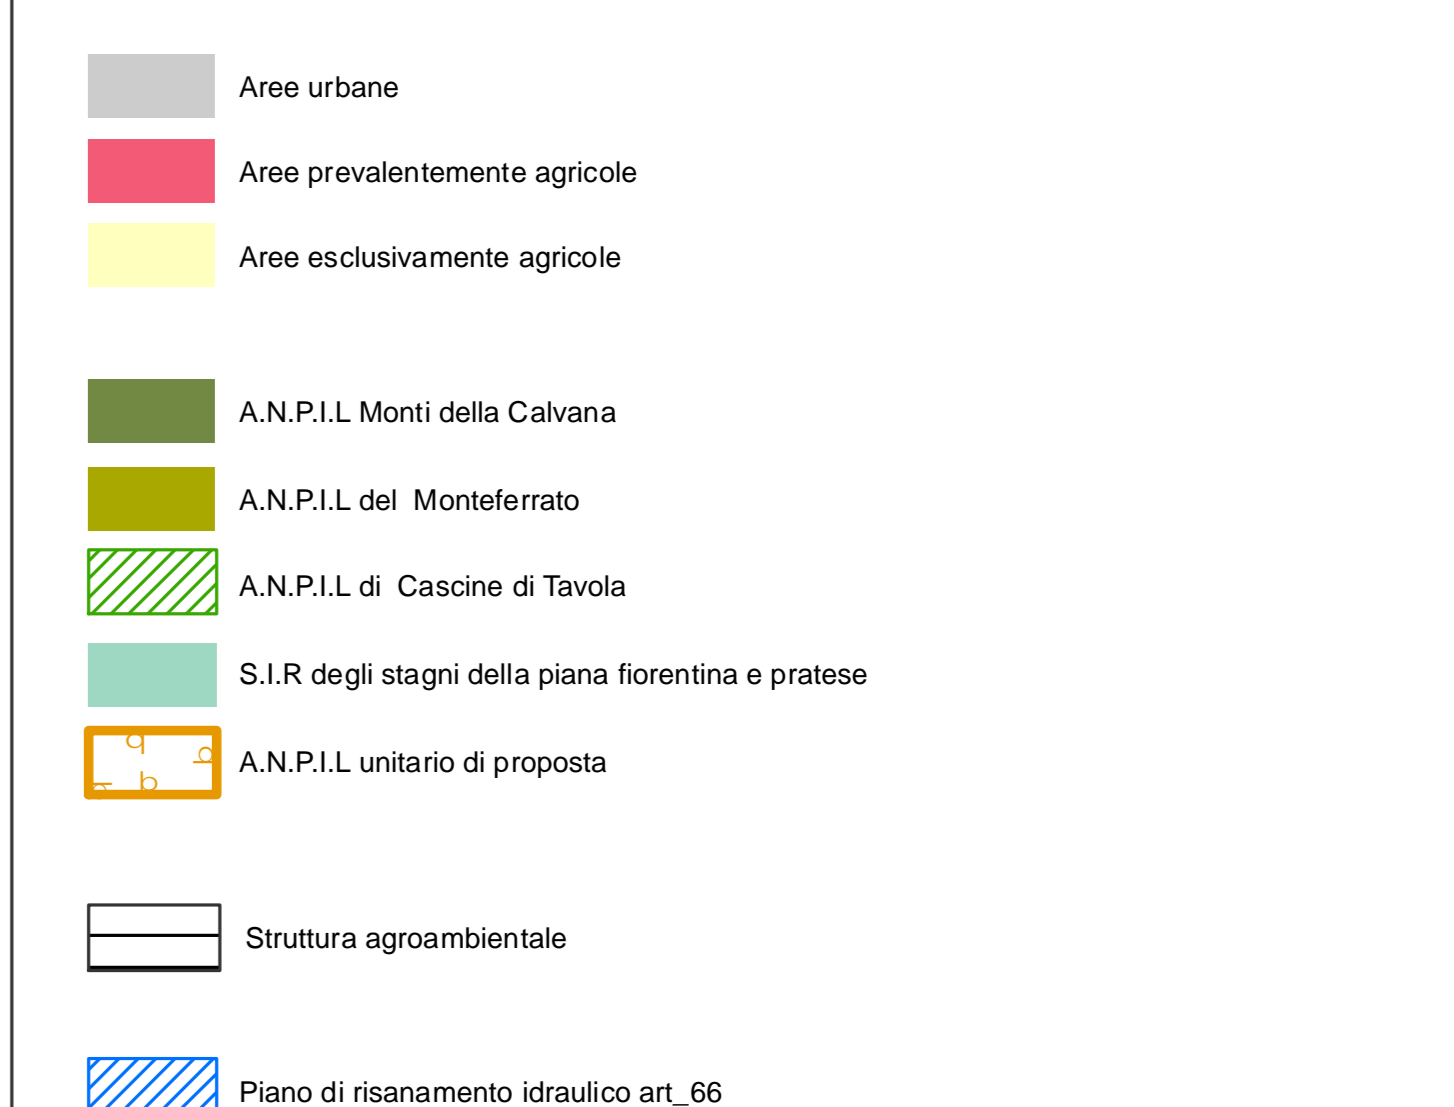 Aree urbane
Aree prevalentemente agricole
Aree esclusivamente agricole
A.N.P.I.L Monti della Calvana
A.N.P.I.L del  Monteferrato
A.N.P.I.L di  Cascine di Tavola
S.I.R degli stagni della piana fiorentina e pratese
A.N.P.I.L unitario di proposta
Struttura agroambientale
Piano di risanamento idraulico art_66